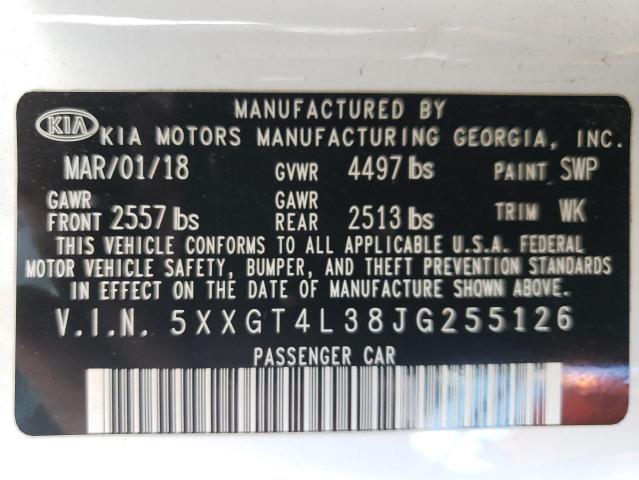 MANUFACTURED BY
KIA KIA MOTORS MANUFACTURING GEORGIA, INC.
MAR/01/18 GVWR 4497 lbs PAINT SWP
GAWR FRONT 2557 lbs GAWR REAR 2513 lbs TRIM WK
THIS VEHICLE CONFORMS TO ALL APPLICABLE U.S.A. FEDERAL
MOTOR VEHICLE SAFETY, BUMPER, AND THEFT PREVENTION STANDARDS
IN EFFECT ON THE DATE OF MANUFACTURE SHOWN ABOVE.
V.I.N. 5XXGT4L38JG255126
PASSENGER CAR